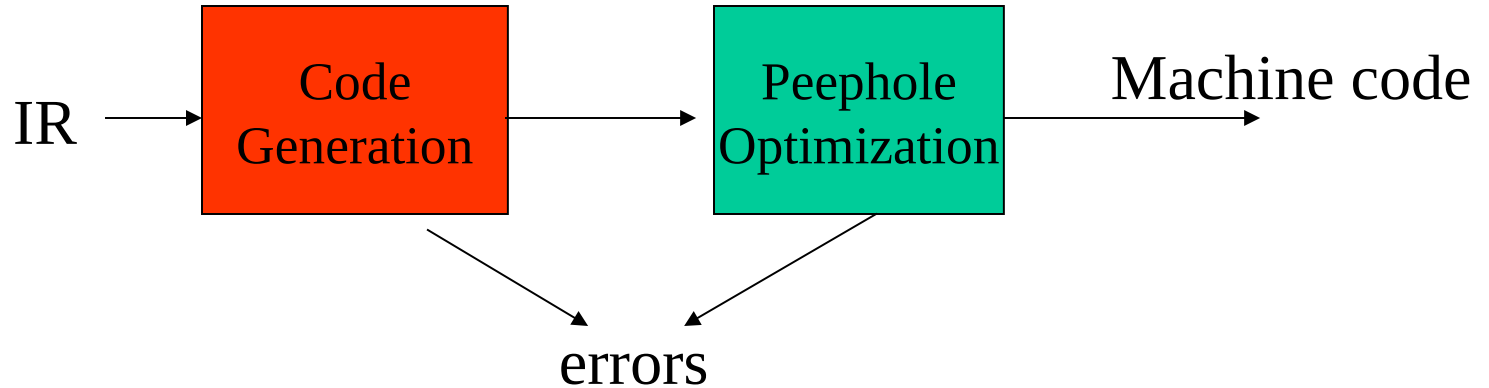 IR
Code
Generation
Peephole
Optimization
Machine code
errors